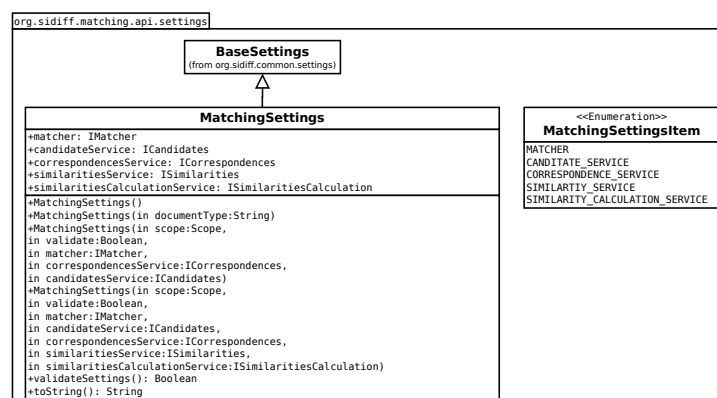 org.sidiff.matching.api.settings
BaseSettings
(from org.sidiff.common.settings)
MatchingSettings
+matcher: IMatcher
+candidateService: ICandidates
+correspondencesService: ICorrespondences
+similaritiesService: ISimilarities
+similaritiesCalculationService: ISimilaritiesCalculation
+MatchingSettings()
+MatchingSettings(in documentType:String)
+MatchingSettings(in scope:Scope,
in validate:Boolean,
in matcher:IMatcher,
in correspondencesService:ICorrespondences,
in candidatesService:ICandidates)
+MatchingSettings(in scope:Scope,
in validate:Boolean,
in matcher:IMatcher,
in candidateService:ICandidates,
in correspondencesService:ICorrespondences,
in similaritiesService:ISimilarities,
in similaritiesCalculationService:ISimilaritiesCalculation)
+validateSettings(): Boolean
+toString(): String
<<Enumeration>>
MatchingSettingsItem
MATCHER
CANDITATE_SERVICE
CORRESPONDENCE_SERVICE
SIMILARTIY_SERVICE
SIMILARITY_CALCULATION_SERVICE